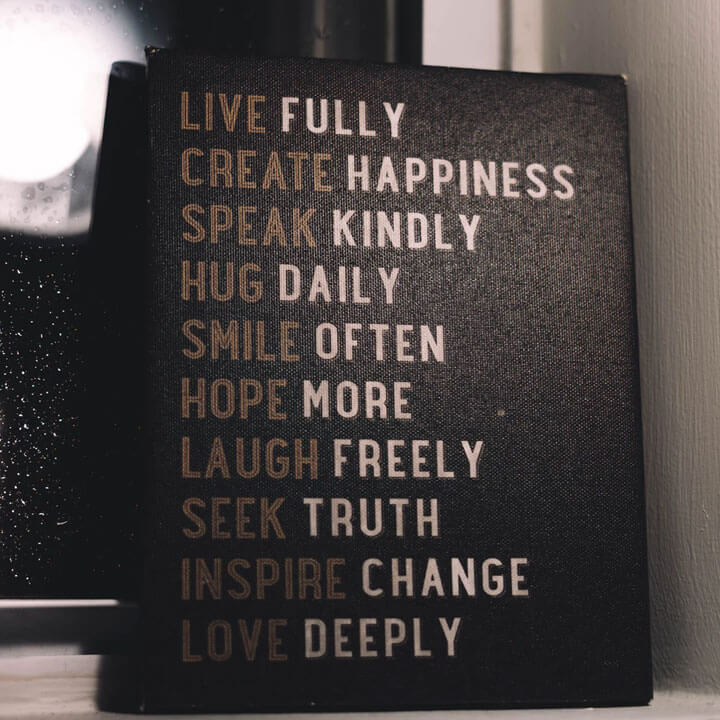 LIVE FULLY
CREATE HAPPINESS
SPEAK KINDLY
HUG DAILY
SMILE OFTEN
HOPE MORE
LAUGH FREELY
SEEK TRUTH
INSPIRE CHANGE
LOVE DEEPLY